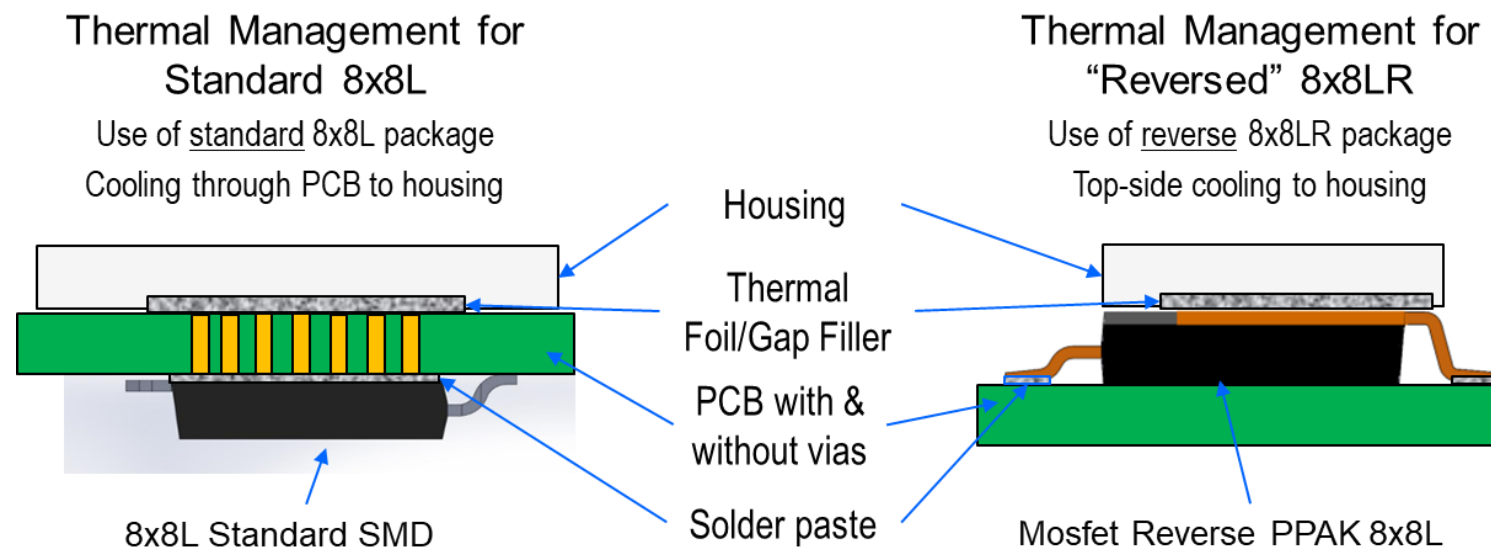 Thermal Management for
Standard 8x8L
Use of standard 8x8L package
Cooling through PCB to housing
Thermal Management for
“Reversed” 8x8LR
Use of reverse 8x8LR package
Top-side cooling to housing
Housing
Thermal
Foil/Gap Filler
PCB with &
without vias
Solder paste
8x8L Standard SMD
Mosfet Reverse PPAK 8x8L